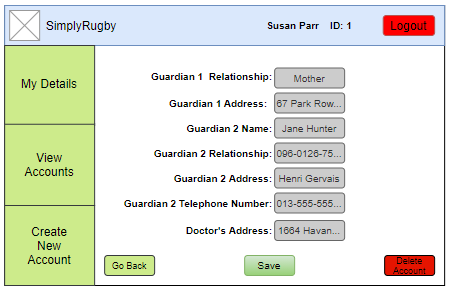 SimplyRugby
Susan Parr ID: 1
Logout
My Details
View
Accounts
Create
New
Account
Guardian 1 Relationship: Mother
Guardian 1 Address: 67 Park Row...
Guardian 2 Name: Jane Hunter
Guardian 2 Relationship: 096-0126-75...
Guardian 2 Address: Henri Gervais
Guardian 2 Telephone Number: 013-555-555...
Doctor's Address: 1664 Havan...
Go Back
Save
Delete
Account